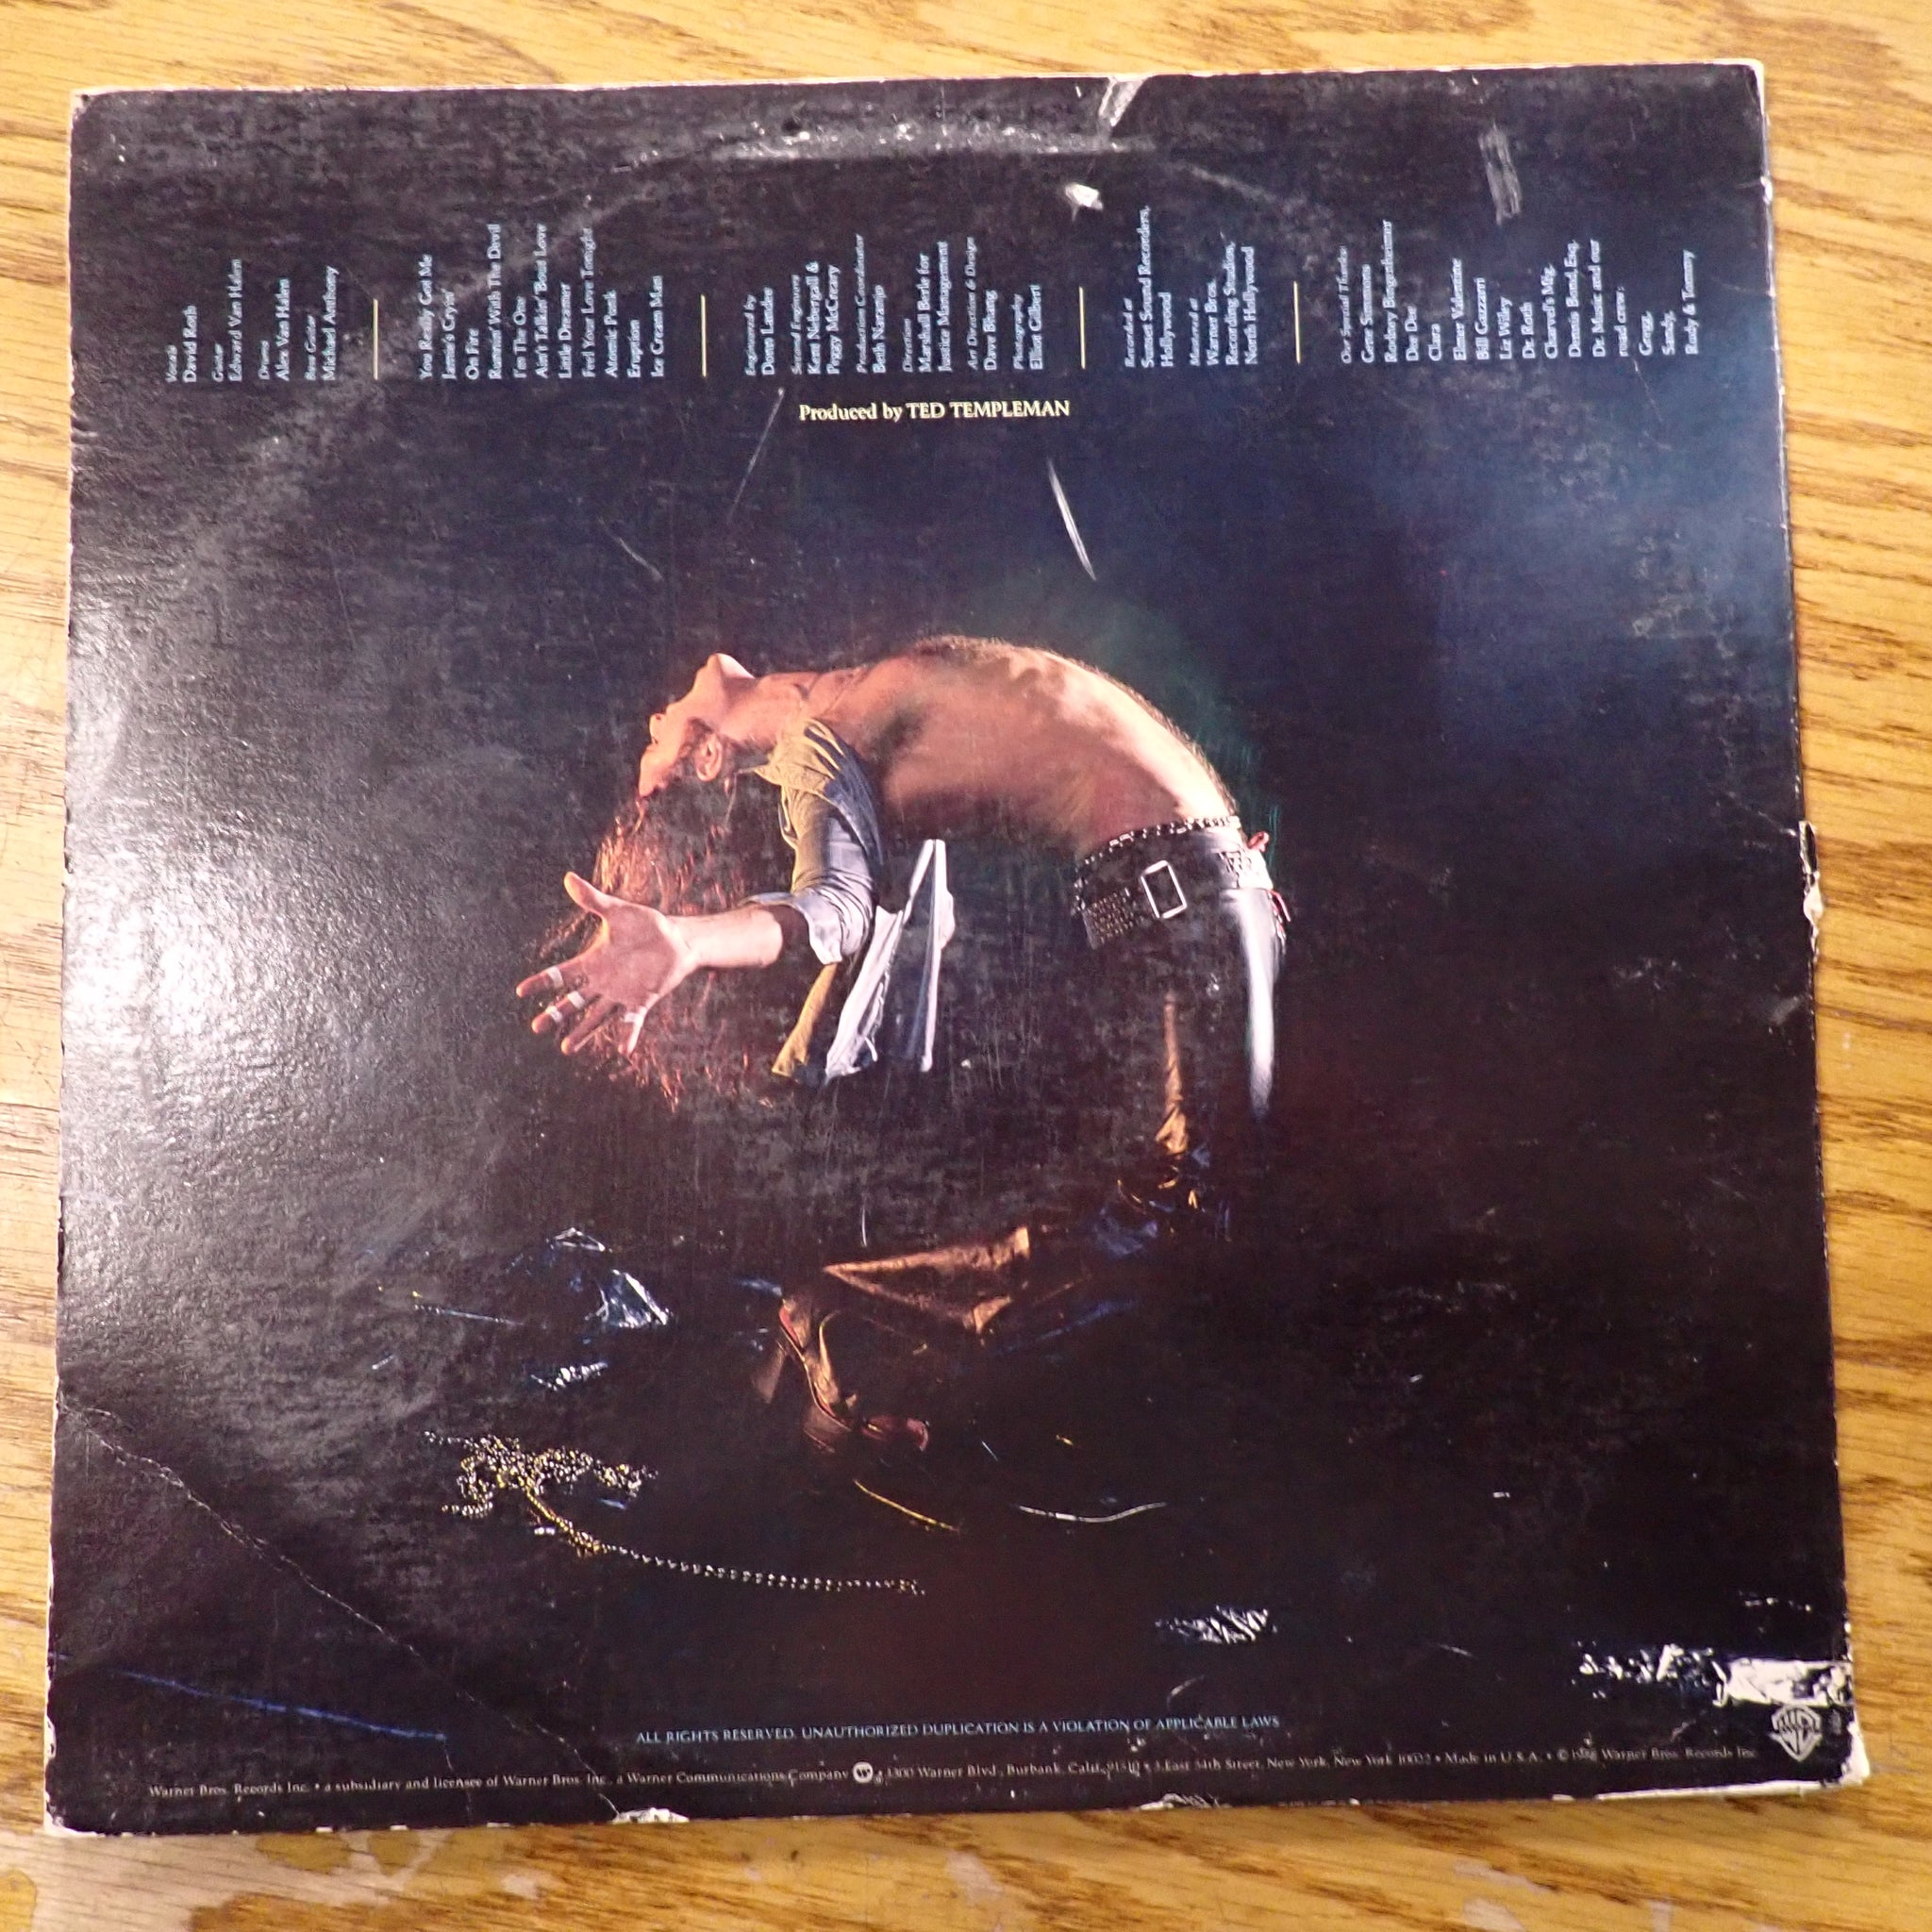 Vocals
David Roth
Guitar
Edward Van Halen
Drums
Alex Van Halen
Bass Guitar
Michael Anthony
You Really Got Me
Jamie's Cryin'
On Fire
Runnin' With The Devil
I'm The One
Ain't Talkin' 'Bout Love
Little Dreamer
Feel Your Love Tonight
Atomic Punk
Eruption
Ice Cream Man
Engineered by
Donn Landee
Second Engineers
Kent Nebergall &
Peggy McCreary
Production Coordinator
Beth Naranjo
Direction
Marshall Berle for
Justice Management
Art Direction & Design
Dave Bhang
Photography
Elliot Gilbert
Recorded at
Sunset Sound Recorders,
Hollywood
Mastered at
Warner Bros.
Recording Studios,
North Hollywood
Our Special Thanks:
Gene Simmons
Rodney Bingenheimer
Dee Dee
Clara
Elaine Valentier
Bill Gazzarri
Liz Wiley
Dr. Roth
Charvel's Mfg.
Dennis Bond Esq.
Dr. Music and our
road crew:
Gregg,
Sandy,
Rudy & Tommy
Produced by TED TEMPLEMAN
ALL RIGHTS RESERVED. UNAUTHORIZED DUPLICATION IS A VIOLATION OF APPLICABLE LAWS
Warner Bros. Records Inc. • a subsidiary and licensee of Warner Bros. Inc., a Warner Communications Company 3300 Warner Blvd., Burbank, Calif. 91510 • 3 East 54th Street, New York, New York 10022 • Made in U.S.A. • © Warner Bros. Records Inc.